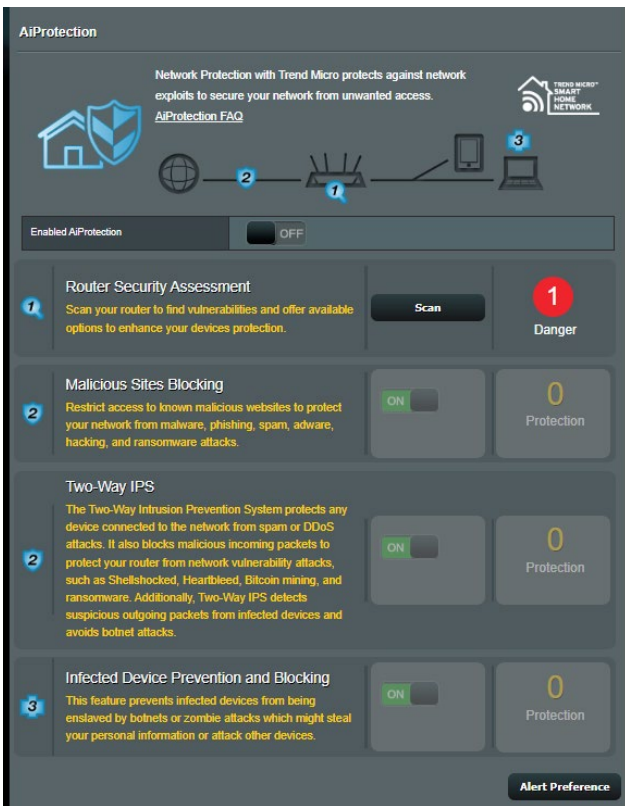 AiProtection
Network Protection with Trend Micro protects against network
exploits to secure your network from unwanted access.
AiProtection FAQ
TREND MICRO™
SMART
HOME
NETWORK
3
2
1
Enabled AiProtection
OFF
1
Router Security Assessment
Scan your router to find vulnerabilities and offer available
options to enhance your devices protection.
Scan
1
Danger
2
Malicious Sites Blocking
Restrict access to known malicious websites to protect
your network from malware, phishing, spam, adware,
hacking, and ransomware attacks.
ON
0
Protection
2
Two-Way IPS
The Two-Way Intrusion Prevention System protects any
device connected to the network from spam or DDoS
attacks. It also blocks malicious incoming packets to
protect your router from network vulnerability attacks,
such as Shellshocked, Heartbleed, Bitcoin mining, and
ransomware. Additionally, Two-Way IPS detects
suspicious outgoing packets from infected devices and
avoids botnet attacks.
ON
0
Protection
3
Infected Device Prevention and Blocking
This feature prevents infected devices from being
enslaved by botnets or zombie attacks which might steal
your personal information or attack other devices.
ON
0
Protection
Alert Preference